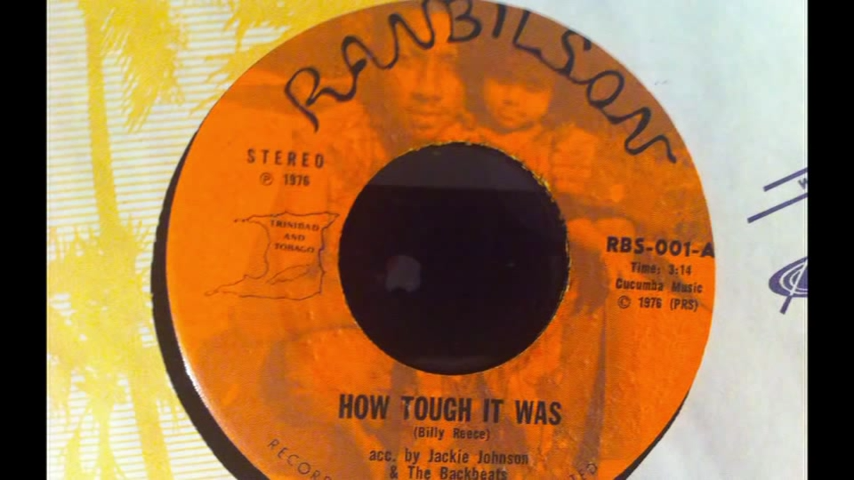 RANBILSON
STEREO
℗ 1976
TRINIDAD
AND
TOBAGO
RBS-001-A
Time: 3:14
Cucumba Music
© 1976 (PRS)
HOW TOUGH IT WAS
(Billy Reece)
acc. by Jackie Johnson
& The Backbeats